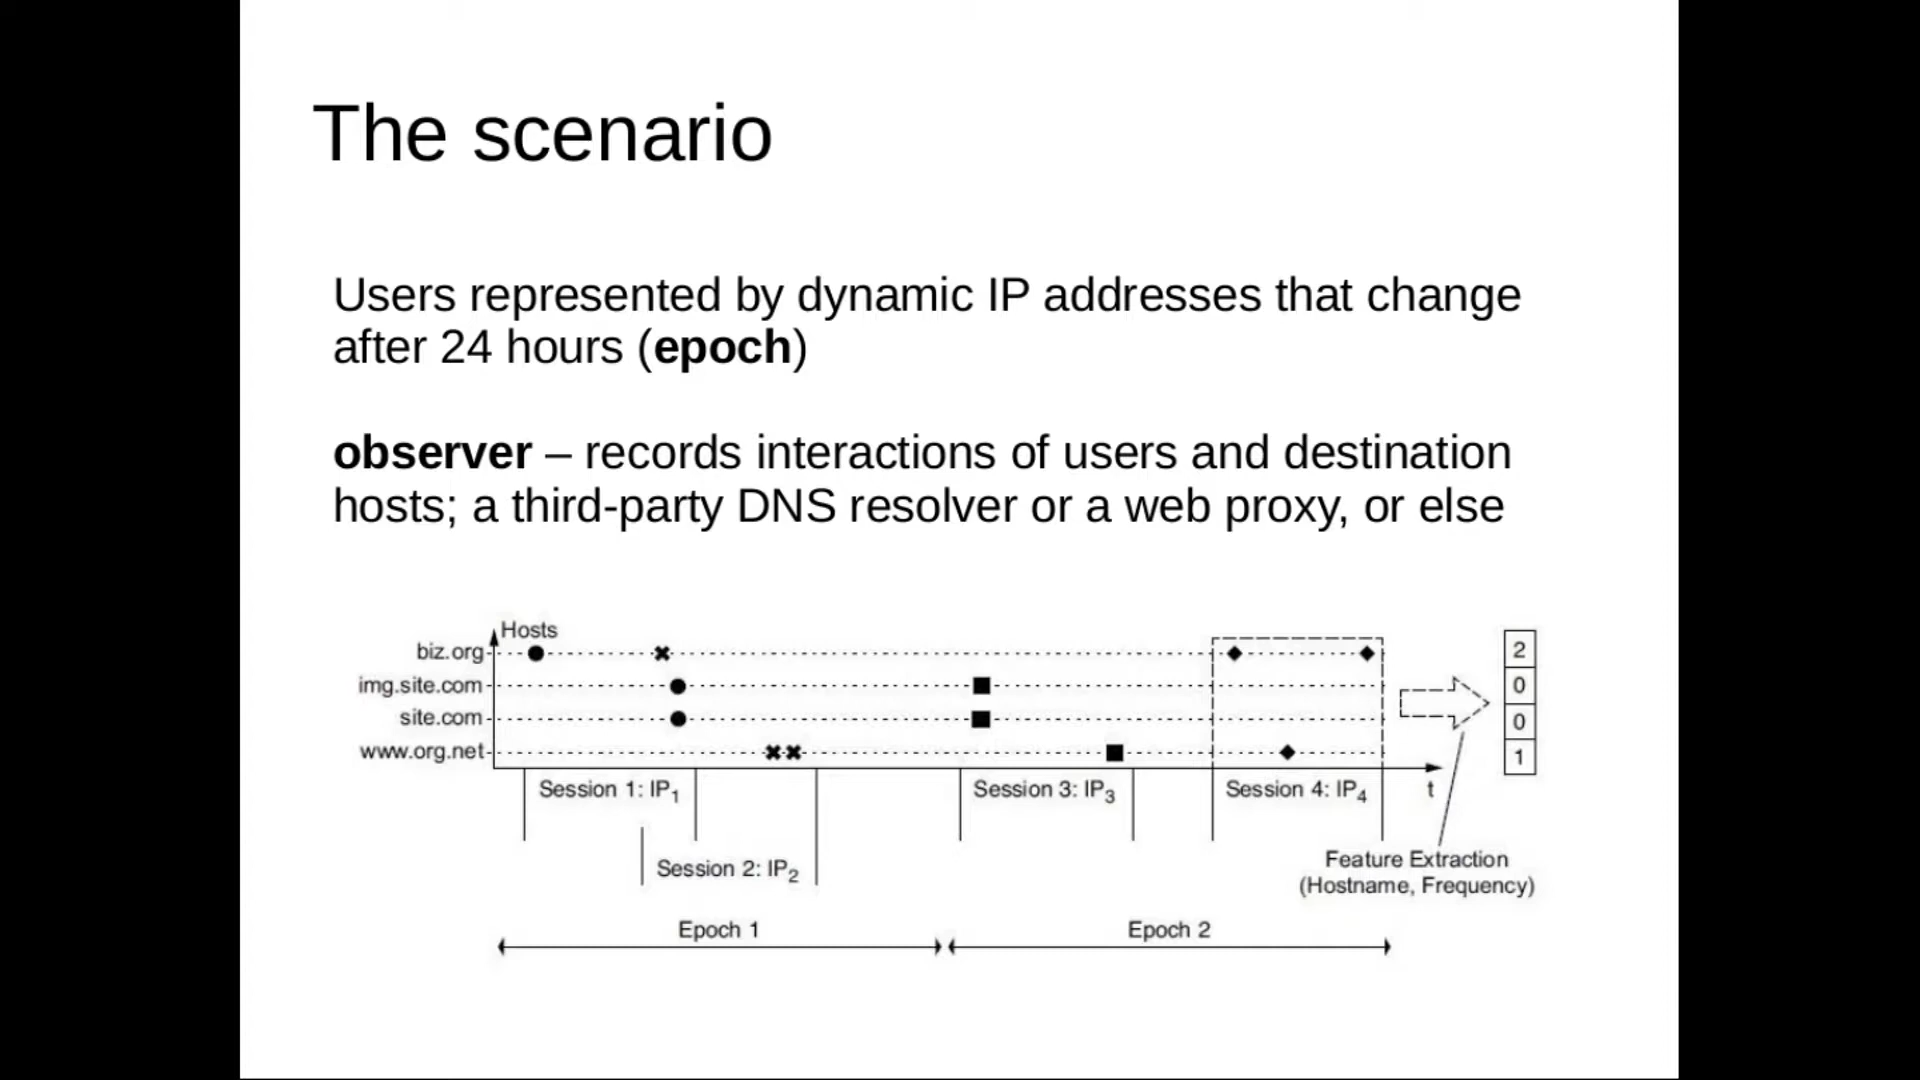 The scenario
Users represented by dynamic IP addresses that change
after 24 hours (epoch)
observer – records interactions of users and destination
hosts; a third-party DNS resolver or a web proxy, or else
Hosts
biz.org
img.site.com
site.com
www.org.net
2
0
0
1
Session 1: IP1
Session 3: IP3
Session 4: IP4
t
Session 2: IP2
Feature Extraction
(Hostname, Frequency)
Epoch 1
Epoch 2